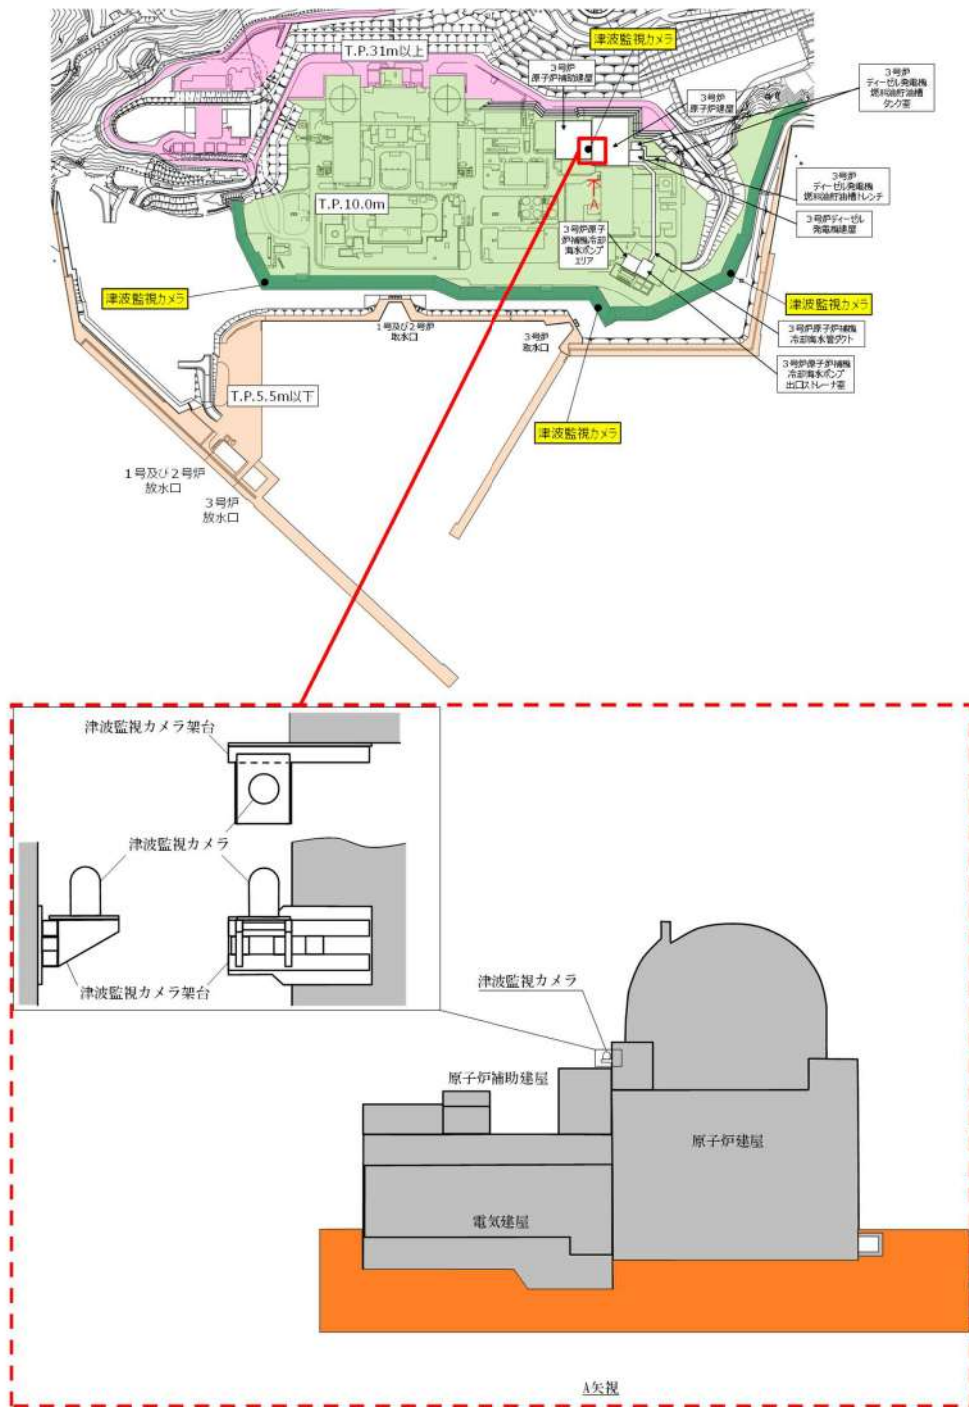 T.P.31m以上
津波監視カメラ
3号炉
原子炉補助建屋
3号炉
原子炉建屋
3号炉
ディーゼル発電機
燃料油貯油槽
タンク室
3号炉
ディーゼル発電機
燃料油貯油槽トレンチ
3号炉ディーゼル
発電機建屋
T.P.10.0m
A
3号炉原子
炉補機冷却
海水ポンプ
エリア
津波監視カメラ
津波監視カメラ
1号及び2号炉
取水口
3号炉
取水口
3号炉原子炉補機
冷却海水管ダクト
3号炉原子炉補機
冷却海水ポンプ
出口ストレーナ室
T.P.5.5m以下
津波監視カメラ
1号及び2号炉
放水口
3号炉
放水口
津波監視カメラ架台
津波監視カメラ
津波監視カメラ架台
津波監視カメラ
原子炉補助建屋
原子炉建屋
電気建屋
A矢視